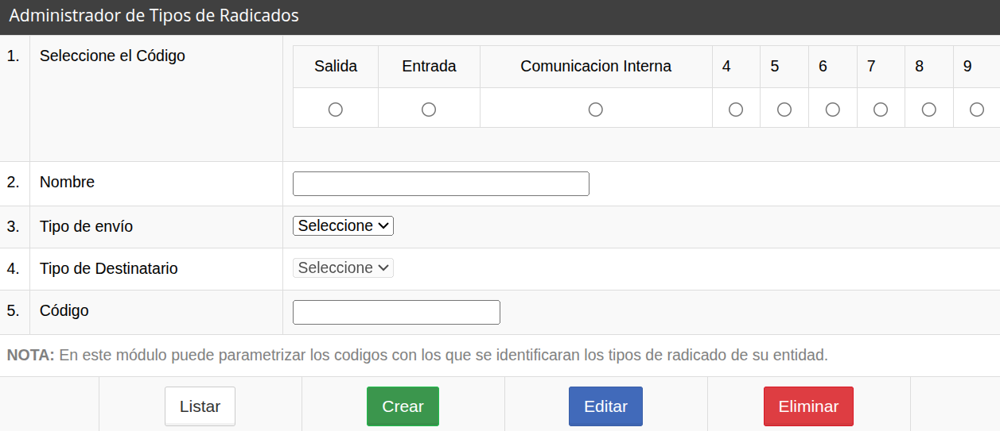 Administrador de Tipos de Radicados
1. Seleccione el Código
Salida Entrada Comunicacion Interna 4 5 6 7 8 9
2. Nombre
3. Tipo de envío Seleccione
4. Tipo de Destinatario Seleccione
5. Código
NOTA: En este módulo puede parametrizar los codigos con los que se identificaran los tipos de radicado de su entidad.
Listar Crear Editar Eliminar